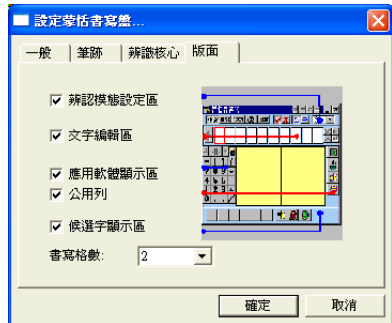 設定蒙恬書寫盤...
一般 筆跡 辨識核心 版面
辨認模態設定區
文字編輯區
應用軟體顯示區
公用列
候選字顯示區
書寫格數: 2
確定 取消